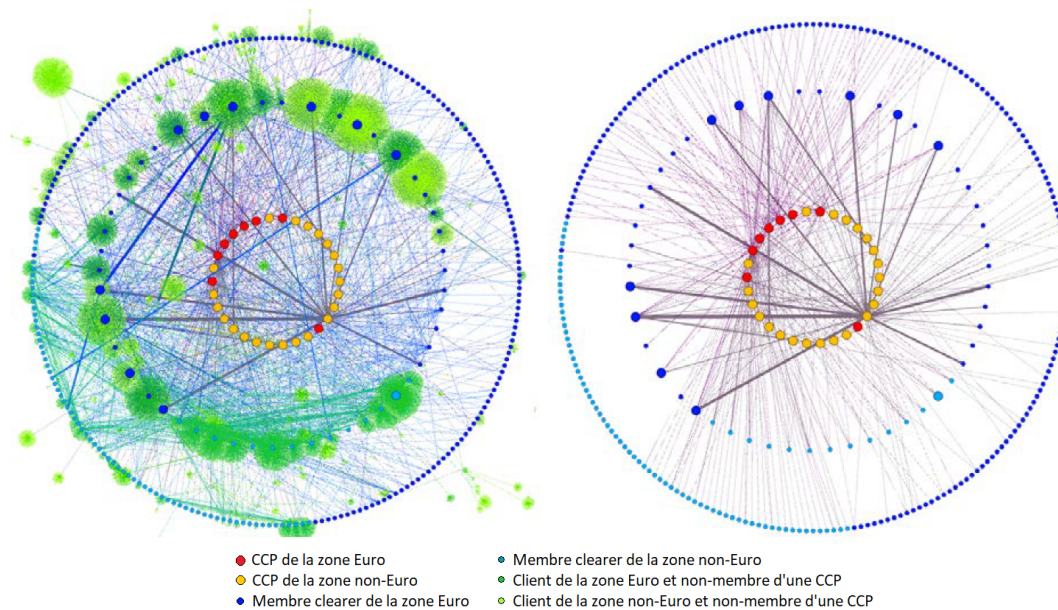 CCP de la zone Euro
CCP de la zone non-Euro
Membre clearer de la zone Euro
Membre clearer de la zone non-Euro
Client de la zone Euro et non-membre d'une CCP
Client de la zone non-Euro et non-membre d'une CCP